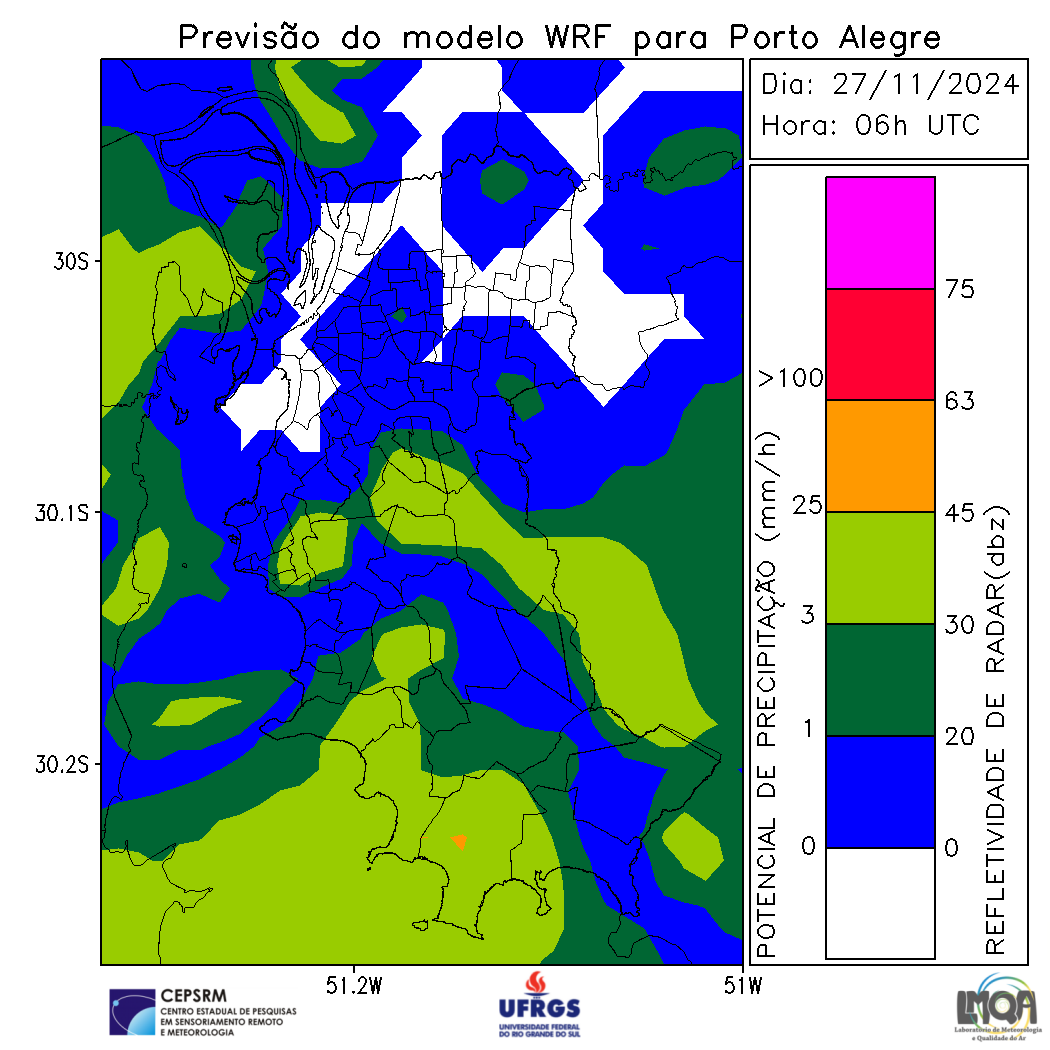 Previsão do modelo WRF para Porto Alegre
Dia: 27/11/2024
Hora: 06h UTC
30S
30.1S
30.2S
51.2W
51W
POTENCIAL DE PRECIPITAÇÃO (mm/h)
>100
25
3
1
0
75
63
45
30
20
0
REFLETIVIDADE DE RADAR(dbz)
CEPSRM
CENTRO ESTADUAL DE PESQUISAS
EM SENSORIAMENTO REMOTO
E METEOROLOGIA
UFRGS
UNIVERSIDADE FEDERAL
DO RIO GRANDE DO SUL
LMQA
Laboratório de Meteorologia
e Qualidade do Ar